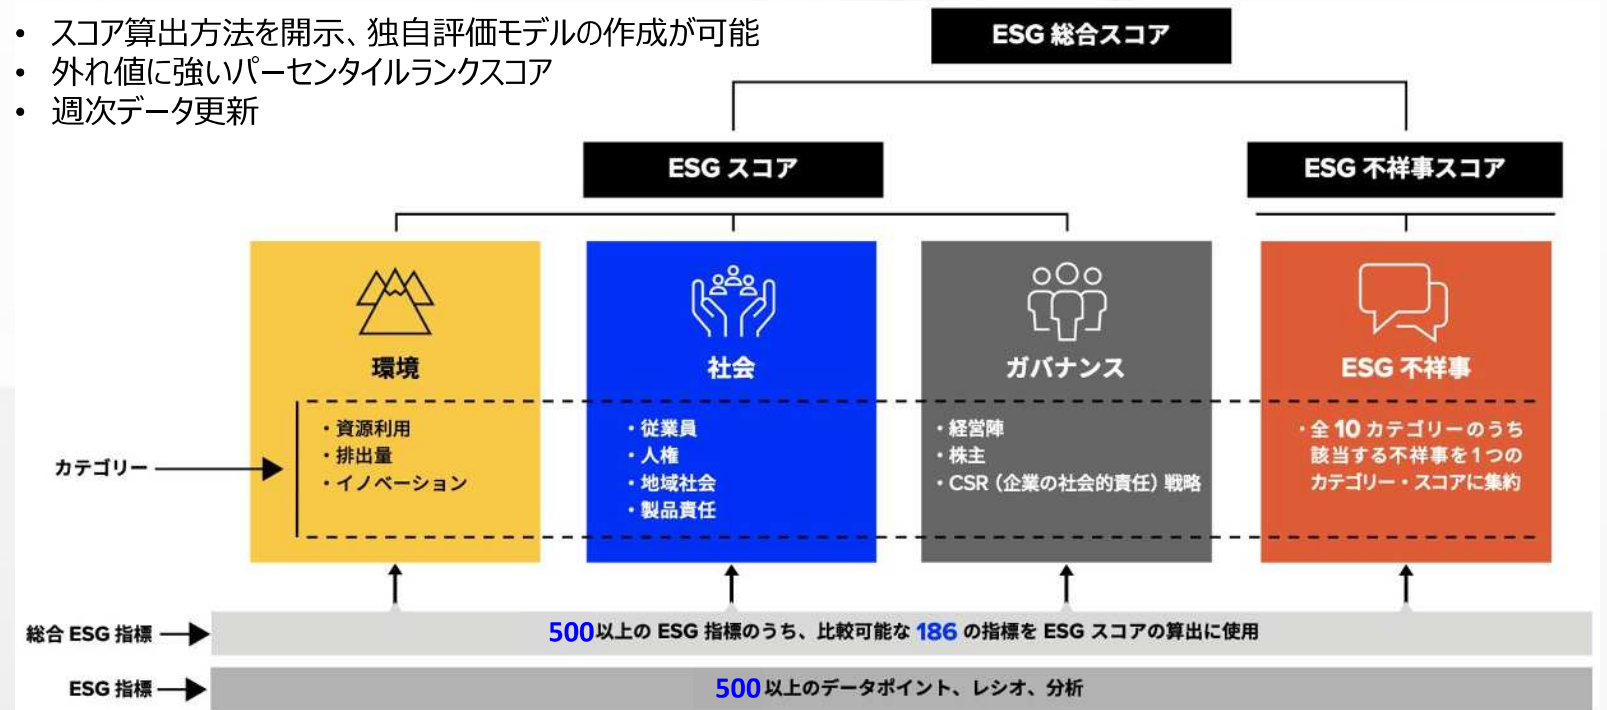 • スコア算出方法を開示、独自評価モデルの作成が可能
• 外れ値に強いパーセンタイルランクスコア
• 週次データ更新
ESG 総合スコア
ESG スコア
ESG 不祥事スコア
環境
社会
ガバナンス
ESG 不祥事
カテゴリー
・資源利用
・排出量
・イノベーション
・従業員
・人権
・地域社会
・製品責任
・経営陣
・株主
・CSR（企業の社会的責任）戦略
・全 10 カテゴリーのうち
該当する不祥事を1つの
カテゴリー・スコアに集約
総合 ESG 指標
500以上の ESG 指標のうち、比較可能な 186 の指標を ESG スコアの算出に使用
ESG 指標
500以上のデータポイント、レシオ、分析